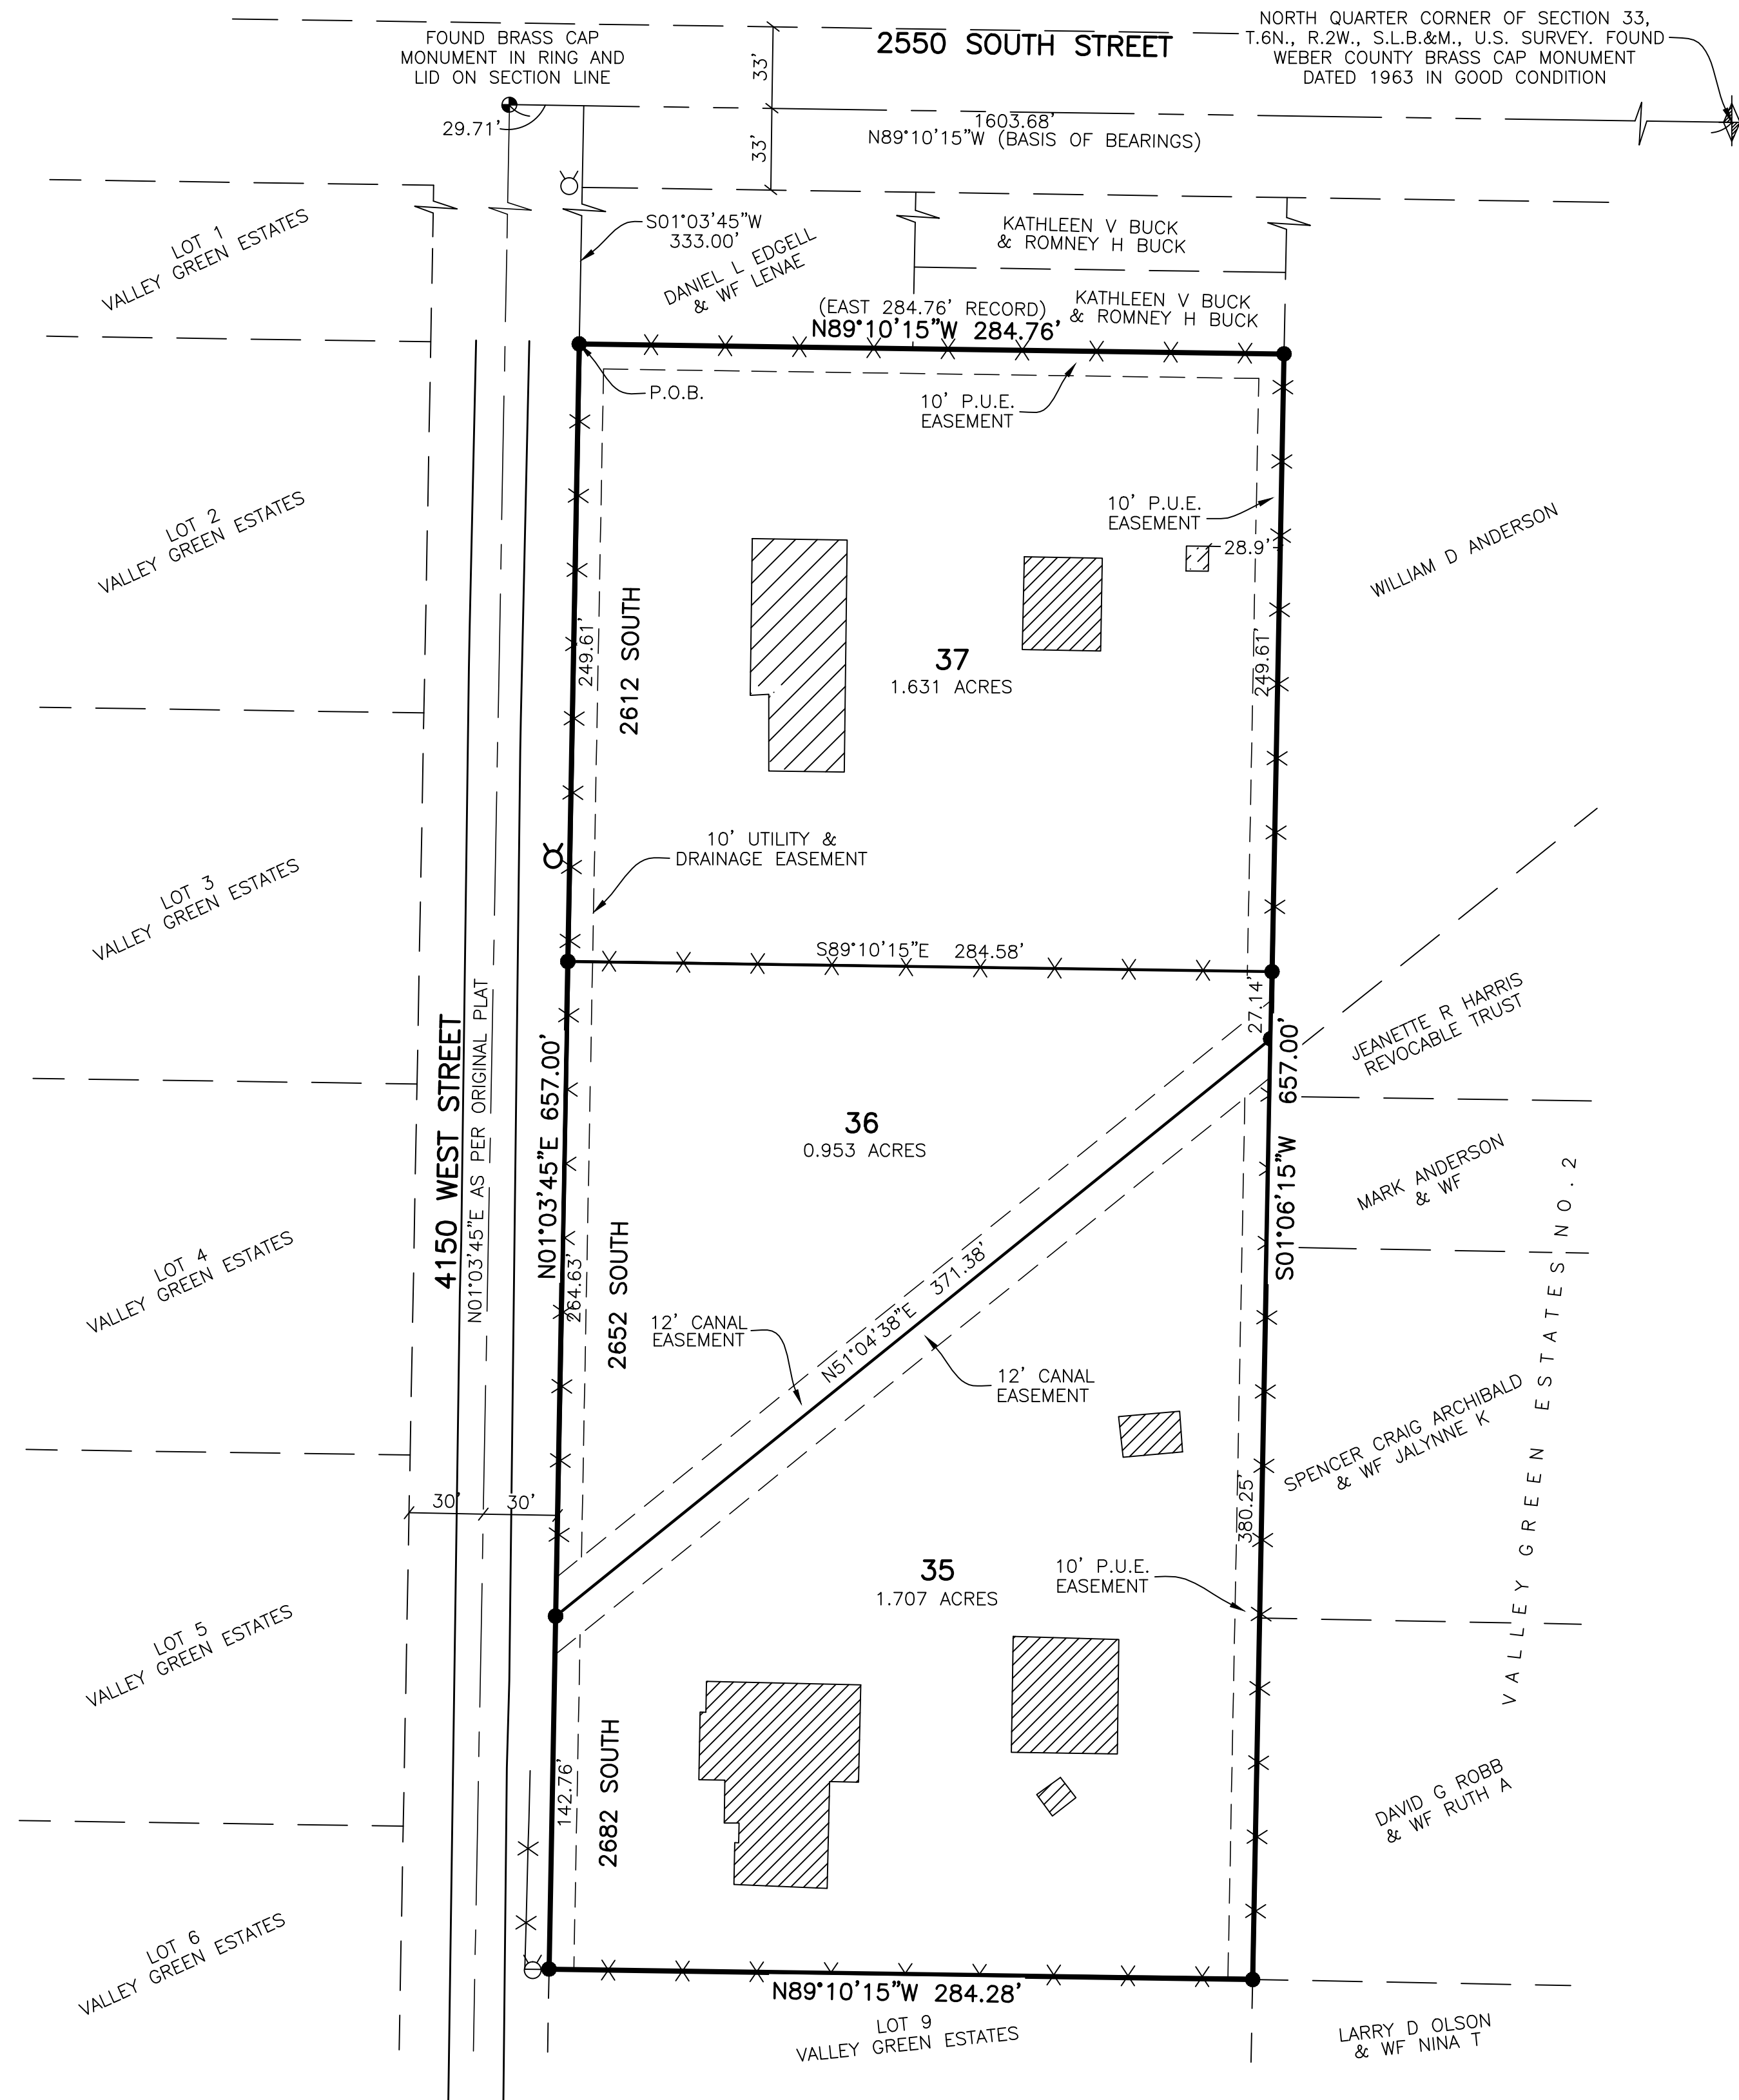 2550 SOUTH STREET
NORTH QUARTER CORNER OF SECTION 33,
T.6N., R.2W., S.L.B.&M., U.S. SURVEY. FOUND
WEBER COUNTY BRASS CAP MONUMENT
DATED 1963 IN GOOD CONDITION
FOUND BRASS CAP
MONUMENT IN RING AND
LID ON SECTION LINE
33'
33'
29.71'
1603.68'
N89°10'15"W (BASIS OF BEARINGS)
S01°03'45"W
333.00'
LOT 1
VALLEY GREEN ESTATES
DANIEL L EDGELL
& WF LENAE
KATHLEEN V BUCK
& ROMNEY H BUCK
KATHLEEN V BUCK
& ROMNEY H BUCK
(EAST 284.76' RECORD)
N89°10'15"W 284.76'
P.O.B.
10' P.U.E.
EASEMENT
10' P.U.E.
EASEMENT
28.9'
LOT 2
VALLEY GREEN ESTATES
WILLIAM D ANDERSON
249.61'
2612 SOUTH
37
1.631 ACRES
249.61'
10' UTILITY &
DRAINAGE EASEMENT
LOT 3
VALLEY GREEN ESTATES
S89°10'15"E 284.58'
27.14'
JEANETTE R HARRIS
REVOCABLE TRUST
4150 WEST STREET
N01°03'45"E AS PER ORIGINAL PLAT
N01°03'45"E 657.00'
S01°06'15"W 657.00'
36
0.953 ACRES
MARK ANDERSON
& WF
VALLEY GREEN ESTATES NO.2
LOT 4
VALLEY GREEN ESTATES
264.63'
2652 SOUTH
12' CANAL
EASEMENT
N51°04'38"E 371.38'
12' CANAL
EASEMENT
SPENCER CRAIG ARCHIBALD
& WF JALYNNE K
30'
30'
380.25'
35
1.707 ACRES
10' P.U.E.
EASEMENT
LOT 5
VALLEY GREEN ESTATES
142.76'
2682 SOUTH
DAVID G ROBB
& WF RUTH A
LOT 6
VALLEY GREEN ESTATES
N89°10'15"W 284.28'
LOT 9
VALLEY GREEN ESTATES
LARRY D OLSON
& WF NINA T